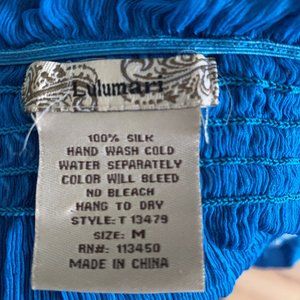 Lulumari
100% SILK
HAND WASH COLD
WATER SEPARATELY
COLOR WILL BLEED
NO BLEACH
HANG TO DRY
STYLE: T 13479
SIZE: M
RN#: 113450
MADE IN CHINA